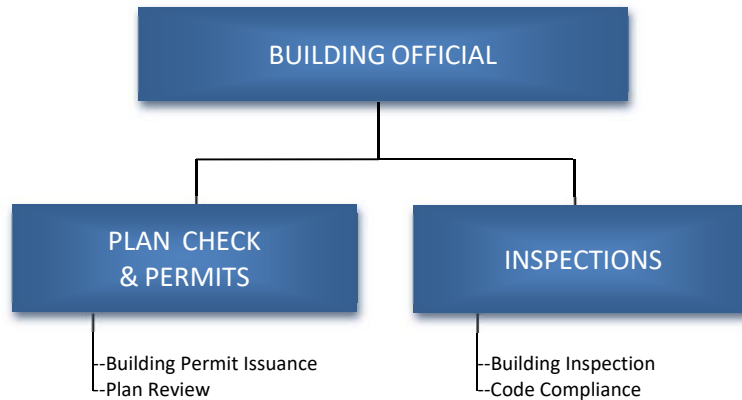 BUILDING OFFICIAL
PLAN CHECK
& PERMITS
INSPECTIONS
--Building Permit Issuance
--Plan Review
--Building Inspection
--Code Compliance